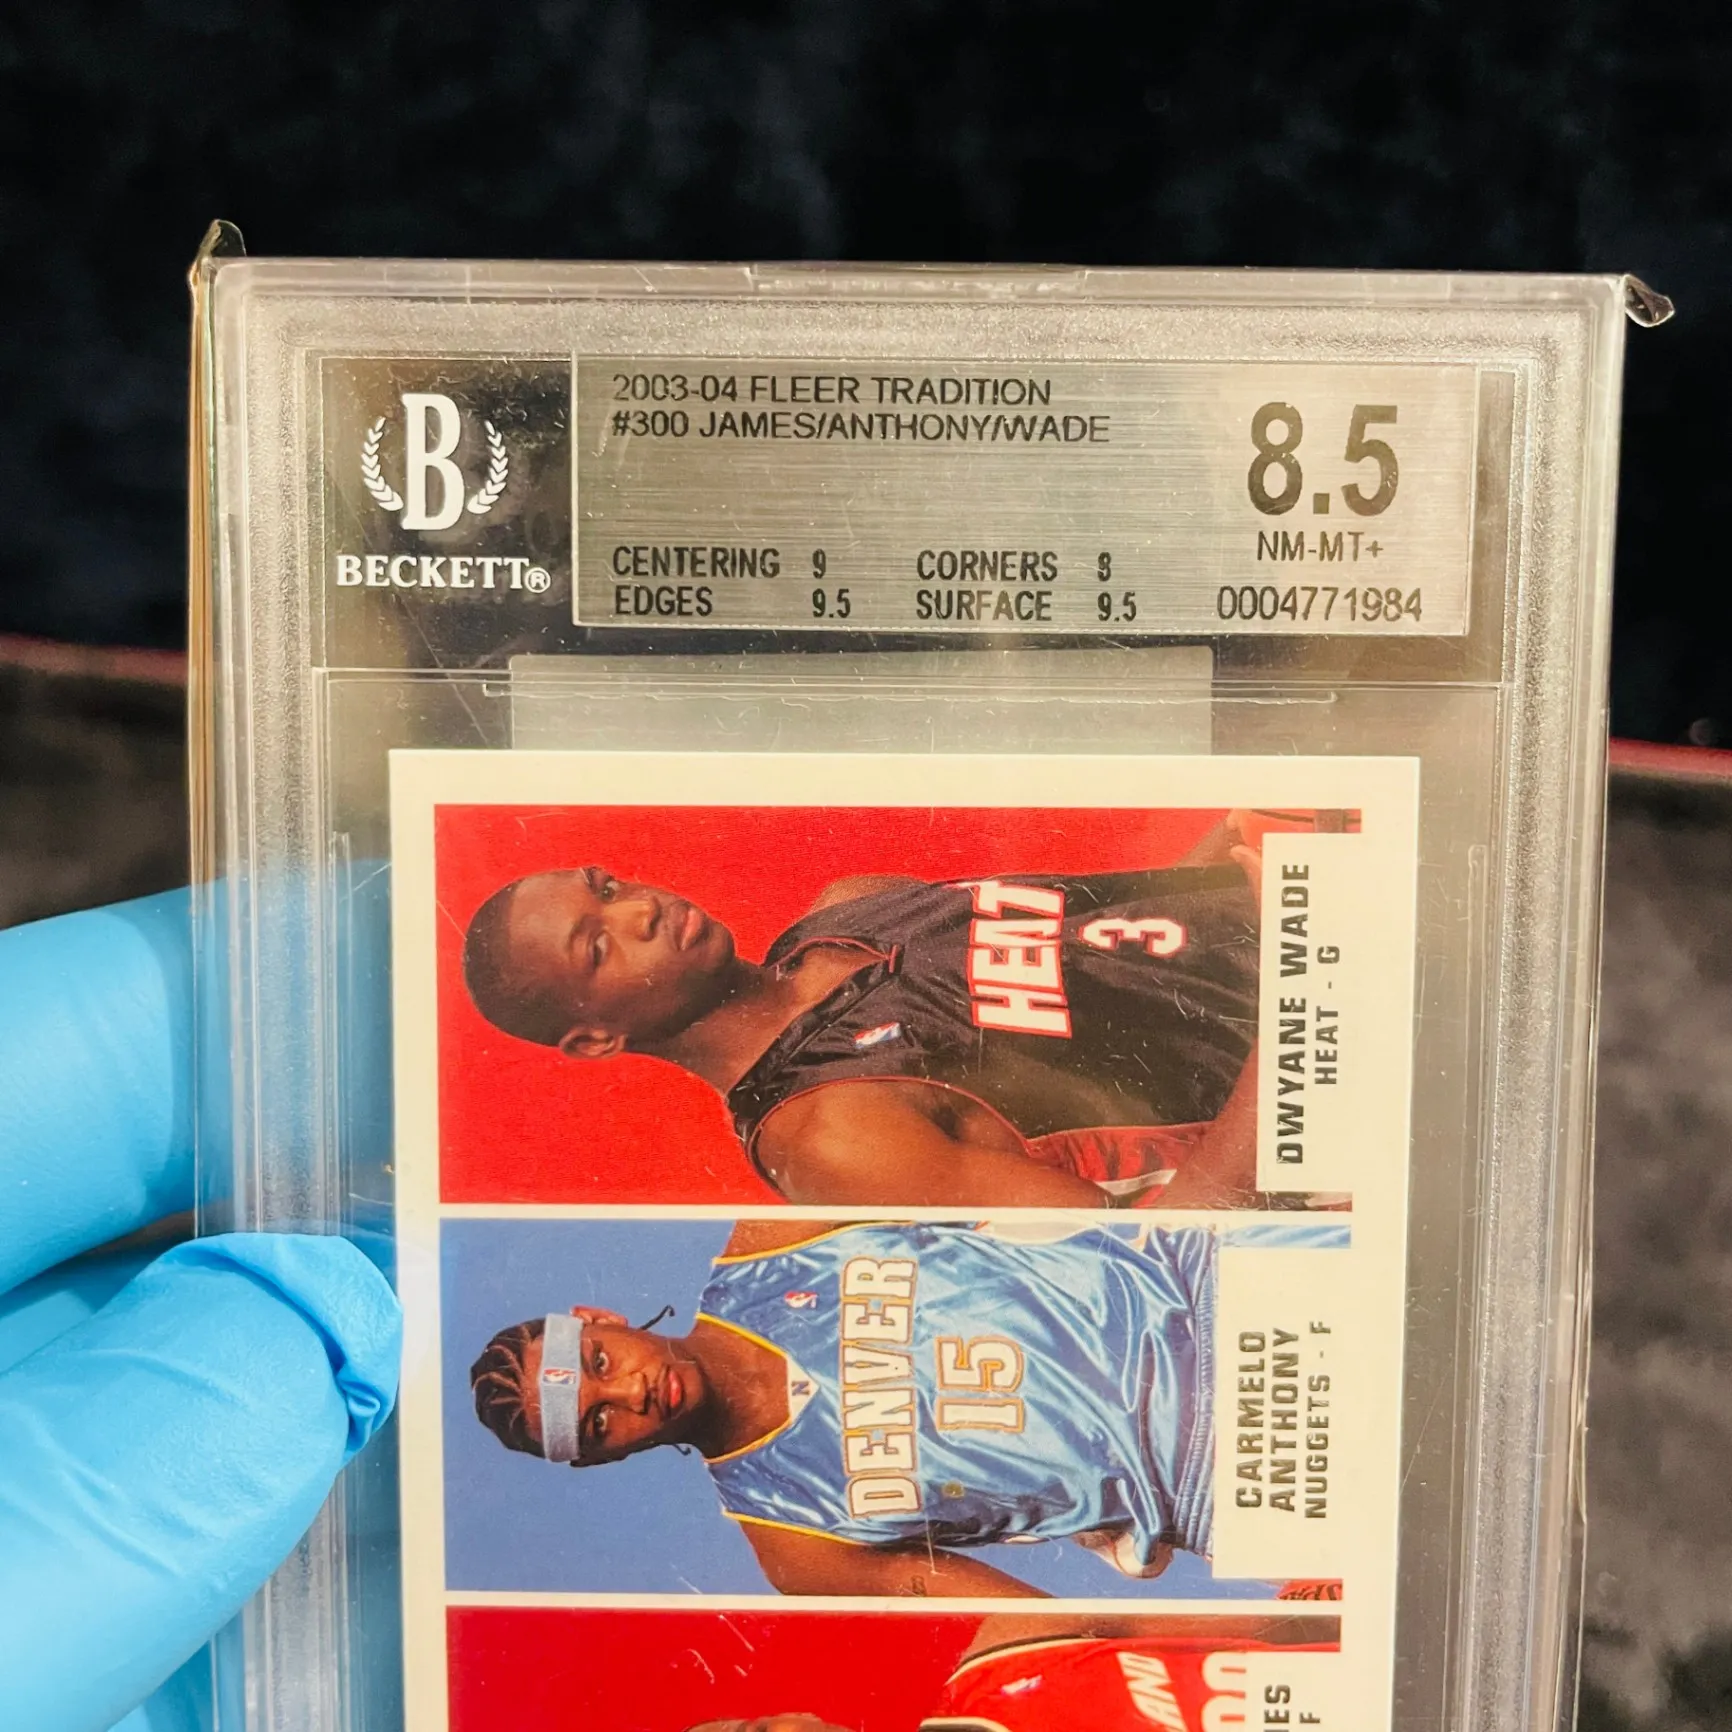 B
BECKETT®
2003-04 FLEER TRADITION
#300 JAMES/ANTHONY/WADE
8.5
NM-MT+
CENTERING 9 CORNERS 8
EDGES 9.5 SURFACE 9.5
0004771984
HEAT
3
DWYANE WADE
HEAT - G
DENVER
15
N
CARMELO
ANTHONY
NUGGETS - F